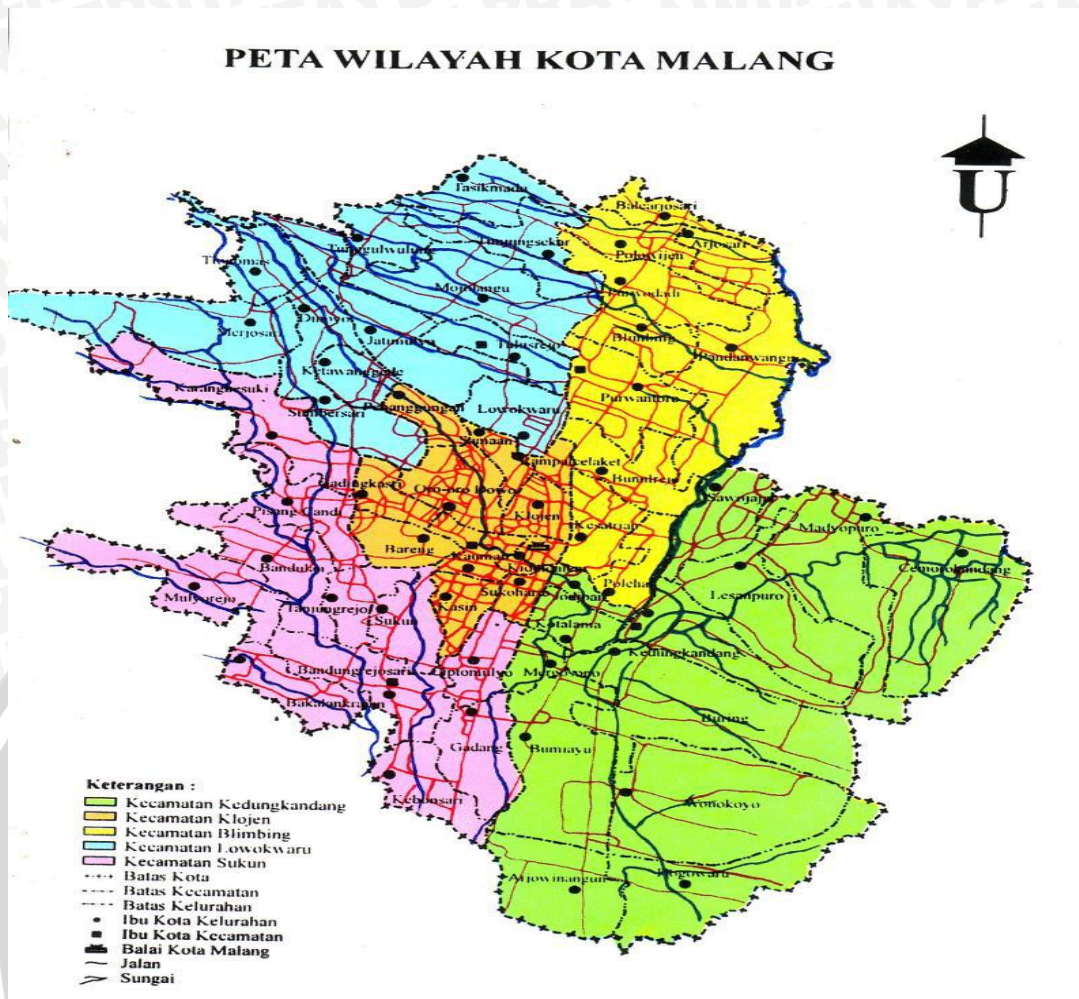 PETA WILAYAH KOTA MALANG
U
Tasikmadu
Balearjosari
Arjosari
Tunggulwulung
Tunjungsekar
Polowijen
Tlogomas
Purwodadi
Mojolangu
Merjosari
Dinoyo
Jatimulyo
Tulusrejo
Blimbing
Pandanwangi
Ketawanggede
Karangbesuki
Sumbersari
Penanggungan
Lowokwaru
Purwantoro
Samaan
Rampalcelaket
Bunulrejo
Gadingkasri
Oro-oro Dowo
Sawojajar
Pisang Candi
Klojen
Kesatrian
Madyopuro
Bareng
Kauman
Kiduldalem
Cemorokandang
Bandulan
Sukoharjo
Jodipan
Polehan
Lesanpuro
Mulyorejo
Tanjungrejo
Sukun
Kasin
Kotalama
Kedungkandang
Bandungrejosari
Ciptomulyo
Mergosono
Bakalankrajan
Buring
Gadang
Bumiayu
Kebonsari
Wonokoyo
Arjowinangun
Tlogowaru
Keterangan :
Kecamatan Kedungkandang
Kecamatan Klojen
Kecamatan Blimbing
Kecamatan Lowokwaru
Kecamatan Sukun
Batas Kota
Batas Kecamatan
Batas Kelurahan
Ibu Kota Kelurahan
Ibu Kota Kecamatan
Balai Kota Malang
Jalan
Sungai